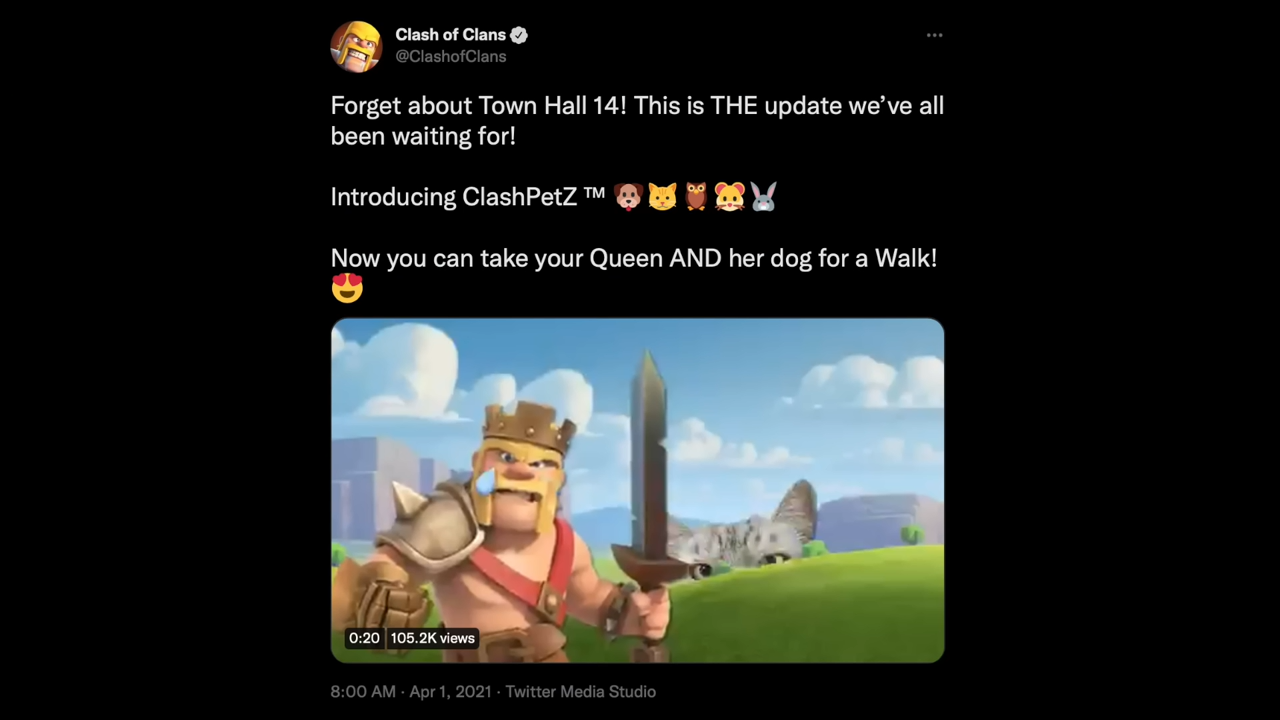 Clash of Clans
@ClashofClans
Forget about Town Hall 14! This is THE update we’ve all
been waiting for!
Introducing ClashPetZ ™ 🐶🐱🦉🐹🐰
Now you can take your Queen AND her dog for a Walk!
😍
0:20 105.2K views
8:00 AM · Apr 1, 2021 · Twitter Media Studio